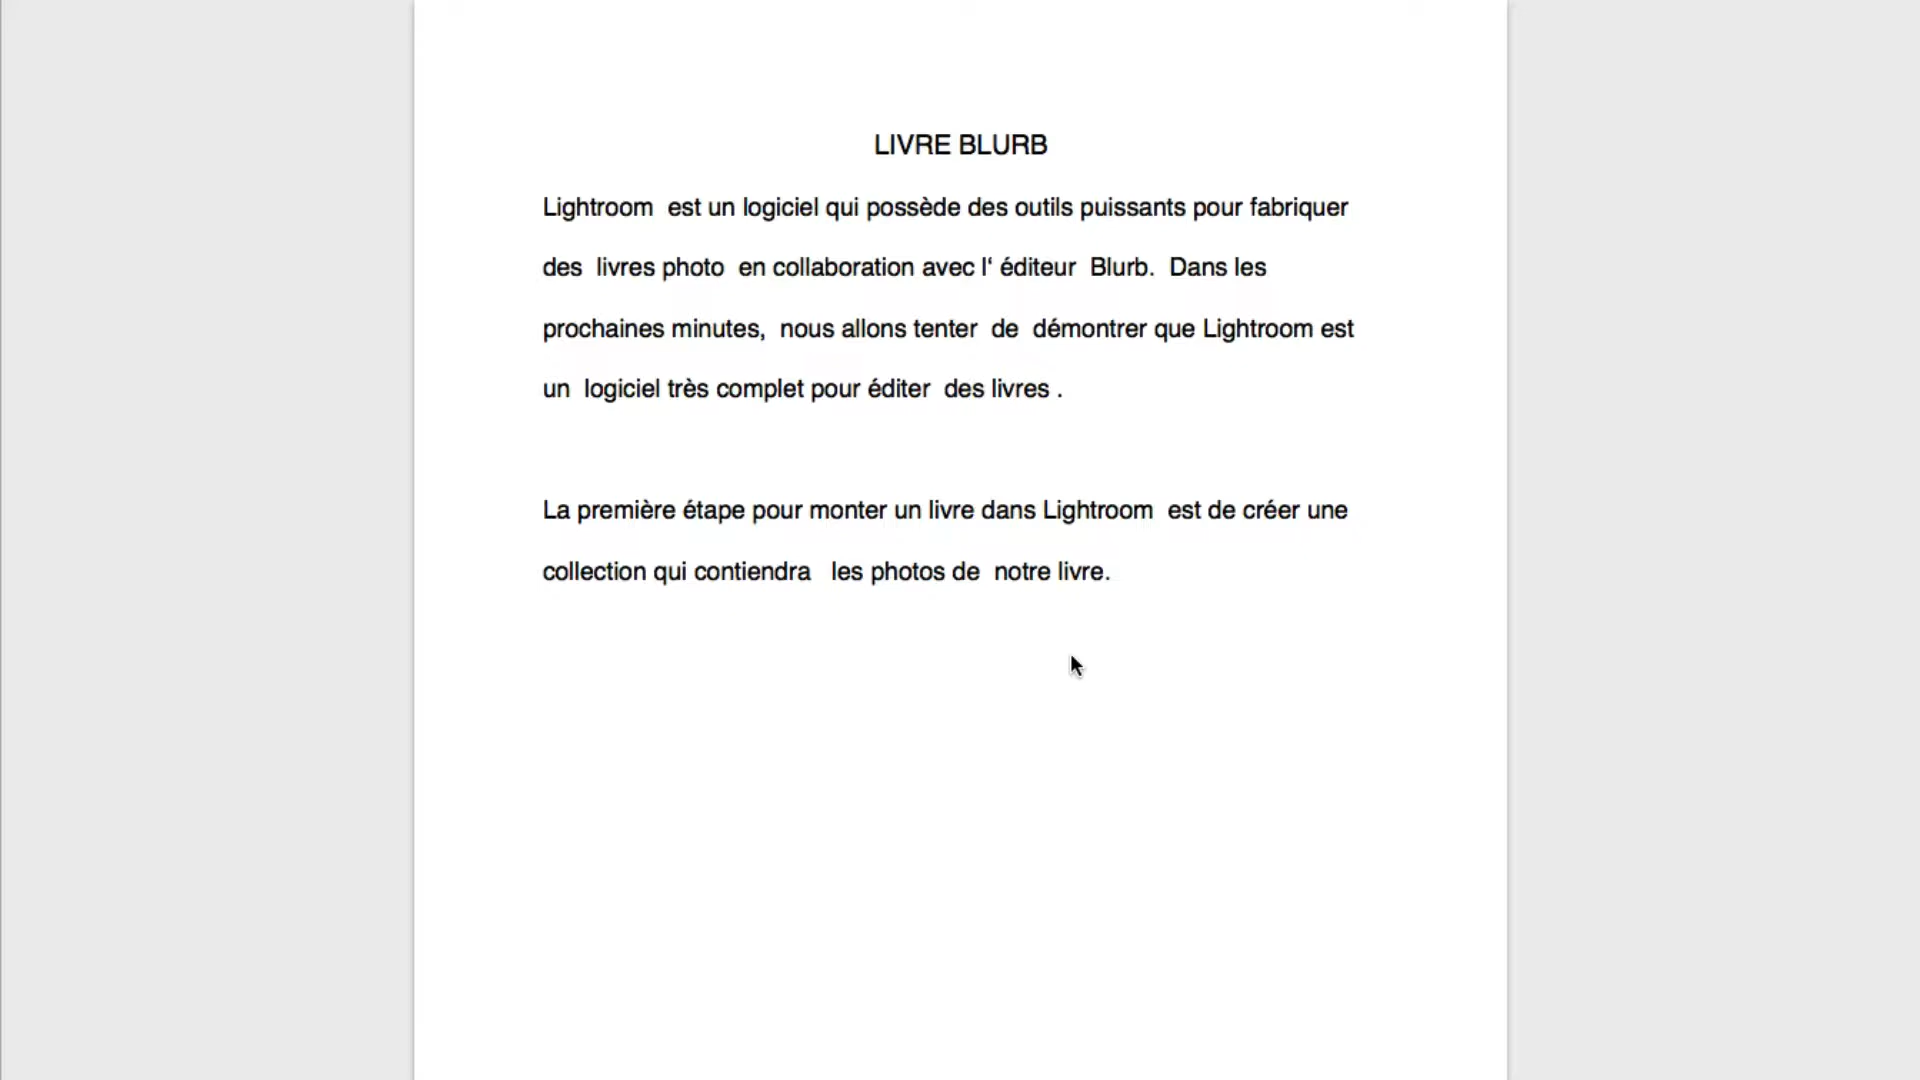 LIVRE BLURB
Lightroom  est un logiciel qui possède des outils puissants pour fabriquer
des  livres photo  en collaboration avec l‘ éditeur  Blurb.  Dans les
prochaines minutes,  nous allons tenter  de  démontrer que Lightroom est
un  logiciel très complet pour éditer  des livres .
La première étape pour monter un livre dans Lightroom  est de créer une
collection qui contiendra   les photos de  notre livre.